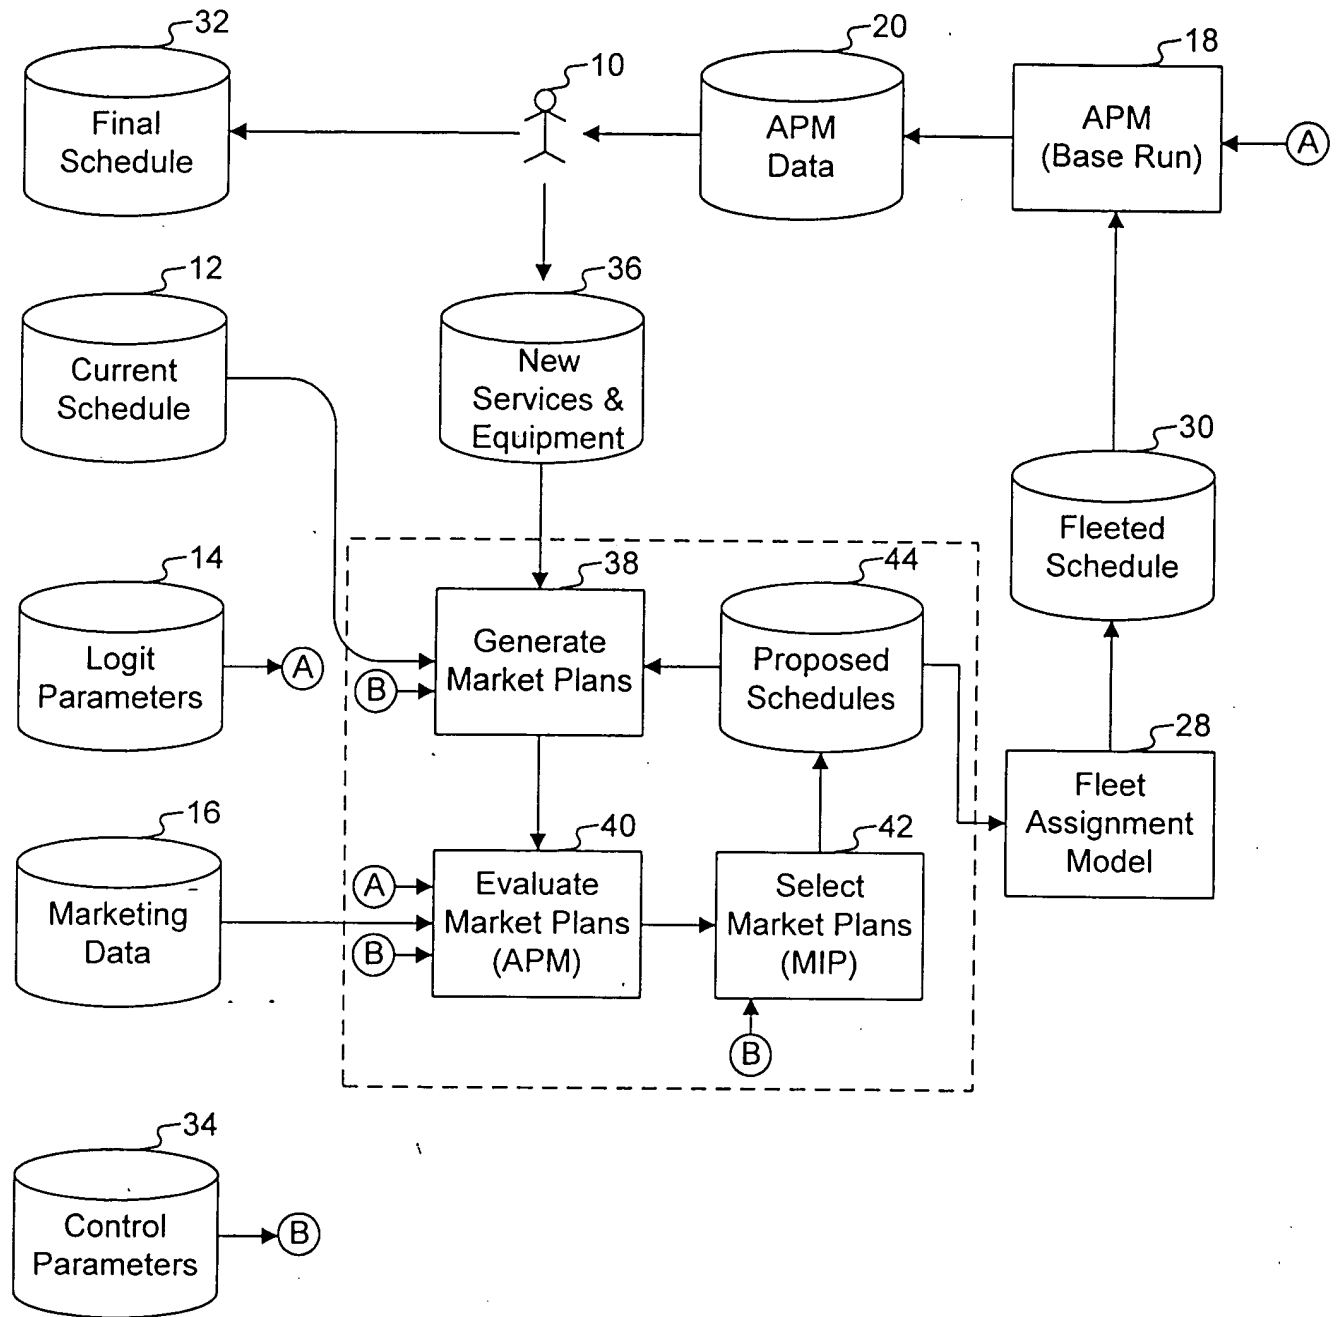 32
Final
Schedule
10
20
APM
Data
18
APM
(Base Run)
A
12
Current
Schedule
36
New
Services &
Equipment
30
Fleeted
Schedule
14
Logit
Parameters
A
38
Generate
Market Plans
B
44
Proposed
Schedules
28
Fleet
Assignment
Model
16
Marketing
Data
40
Evaluate
Market Plans
(APM)
A
B
42
Select
Market Plans
(MIP)
B
34
Control
Parameters
B